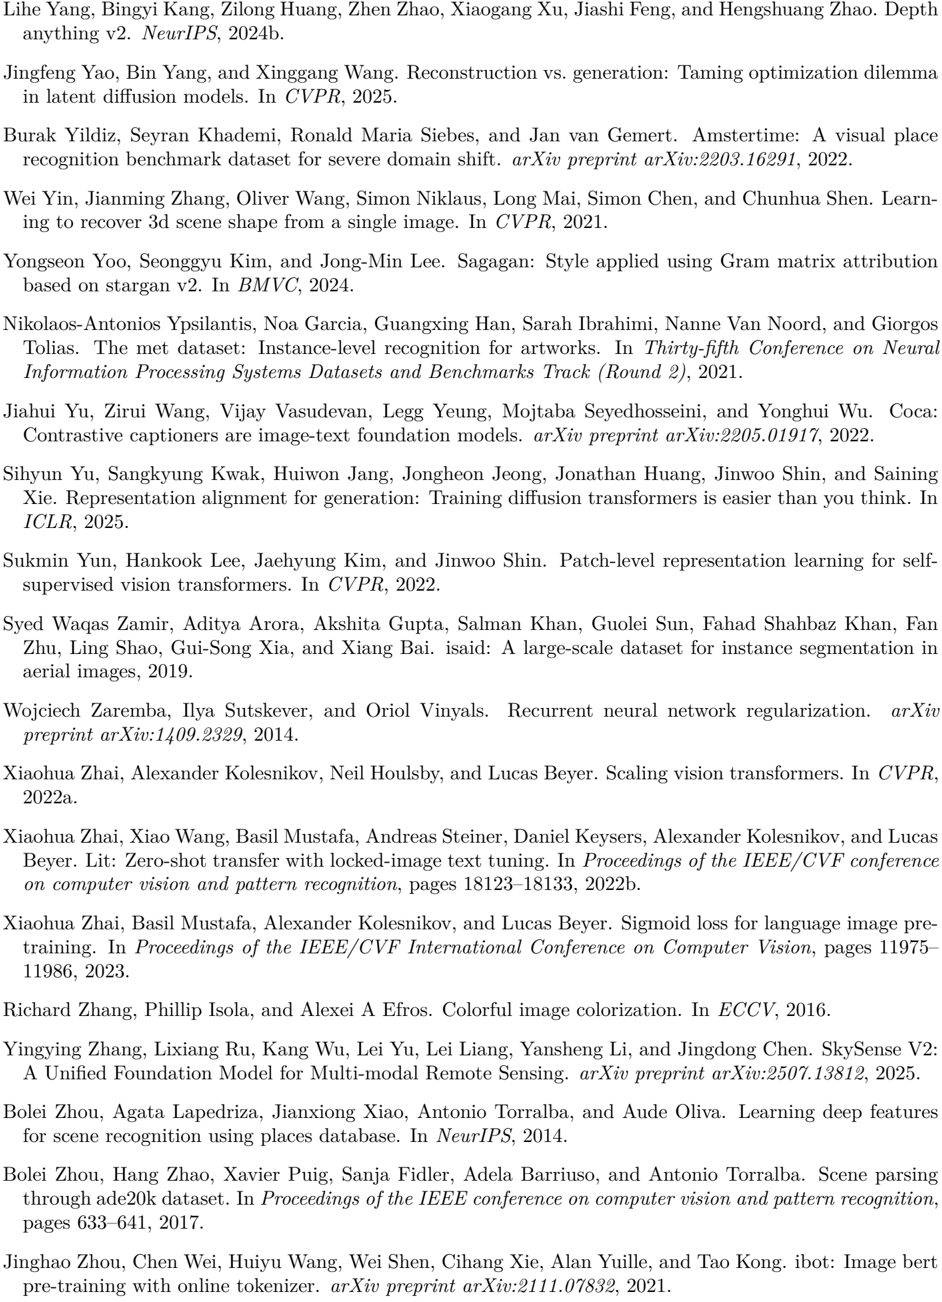 Lihe Yang, Bingyi Kang, Zilong Huang, Zhen Zhao, Xiaogang Xu, Jiashi Feng, and Hengshuang Zhao. Depth
anything v2. NeurIPS, 2024b.
Jingfeng Yao, Bin Yang, and Xinggang Wang. Reconstruction vs. generation: Taming optimization dilemma
in latent diffusion models. In CVPR, 2025.
Burak Yildiz, Seyran Khademi, Ronald Maria Siebes, and Jan van Gemert. Amstertime: A visual place
recognition benchmark dataset for severe domain shift. arXiv preprint arXiv:2203.16291, 2022.
Wei Yin, Jianming Zhang, Oliver Wang, Simon Niklaus, Long Mai, Simon Chen, and Chunhua Shen. Learn-
ing to recover 3d scene shape from a single image. In CVPR, 2021.
Yongseon Yoo, Seonggyu Kim, and Jong-Min Lee. Sagagan: Style applied using Gram matrix attribution
based on stargan v2. In BMVC, 2024.
Nikolaos-Antonios Ypsilantis, Noa Garcia, Guangxing Han, Sarah Ibrahimi, Nanne Van Noord, and Giorgos
Tolias. The met dataset: Instance-level recognition for artworks. In Thirty-fifth Conference on Neural
Information Processing Systems Datasets and Benchmarks Track (Round 2), 2021.
Jiahui Yu, Zirui Wang, Vijay Vasudevan, Legg Yeung, Mojtaba Seyedhosseini, and Yonghui Wu. Coca:
Contrastive captioners are image-text foundation models. arXiv preprint arXiv:2205.01917, 2022.
Sihyun Yu, Sangkyung Kwak, Huiwon Jang, Jongheon Jeong, Jonathan Huang, Jinwoo Shin, and Saining
Xie. Representation alignment for generation: Training diffusion transformers is easier than you think. In
ICLR, 2025.
Sukmin Yun, Hankook Lee, Jaehyung Kim, and Jinwoo Shin. Patch-level representation learning for self-
supervised vision transformers. In CVPR, 2022.
Syed Waqas Zamir, Aditya Arora, Akshita Gupta, Salman Khan, Guolei Sun, Fahad Shahbaz Khan, Fan
Zhu, Ling Shao, Gui-Song Xia, and Xiang Bai. isaid: A large-scale dataset for instance segmentation in
aerial images, 2019.
Wojciech Zaremba, Ilya Sutskever, and Oriol Vinyals. Recurrent neural network regularization. arXiv
preprint arXiv:1409.2329, 2014.
Xiaohua Zhai, Alexander Kolesnikov, Neil Houlsby, and Lucas Beyer. Scaling vision transformers. In CVPR,
2022a.
Xiaohua Zhai, Xiao Wang, Basil Mustafa, Andreas Steiner, Daniel Keysers, Alexander Kolesnikov, and Lucas
Beyer. Lit: Zero-shot transfer with locked-image text tuning. In Proceedings of the IEEE/CVF conference
on computer vision and pattern recognition, pages 18123–18133, 2022b.
Xiaohua Zhai, Basil Mustafa, Alexander Kolesnikov, and Lucas Beyer. Sigmoid loss for language image pre-
training. In Proceedings of the IEEE/CVF International Conference on Computer Vision, pages 11975–
11986, 2023.
Richard Zhang, Phillip Isola, and Alexei A Efros. Colorful image colorization. In ECCV, 2016.
Yingying Zhang, Lixiang Ru, Kang Wu, Lei Yu, Lei Liang, Yansheng Li, and Jingdong Chen. SkySense V2:
A Unified Foundation Model for Multi-modal Remote Sensing. arXiv preprint arXiv:2507.13812, 2025.
Bolei Zhou, Agata Lapedriza, Jianxiong Xiao, Antonio Torralba, and Aude Oliva. Learning deep features
for scene recognition using places database. In NeurIPS, 2014.
Bolei Zhou, Hang Zhao, Xavier Puig, Sanja Fidler, Adela Barriuso, and Antonio Torralba. Scene parsing
through ade20k dataset. In Proceedings of the IEEE conference on computer vision and pattern recognition,
pages 633–641, 2017.
Jinghao Zhou, Chen Wei, Huiyu Wang, Wei Shen, Cihang Xie, Alan Yuille, and Tao Kong. ibot: Image bert
pre-training with online tokenizer. arXiv preprint arXiv:2111.07832, 2021.